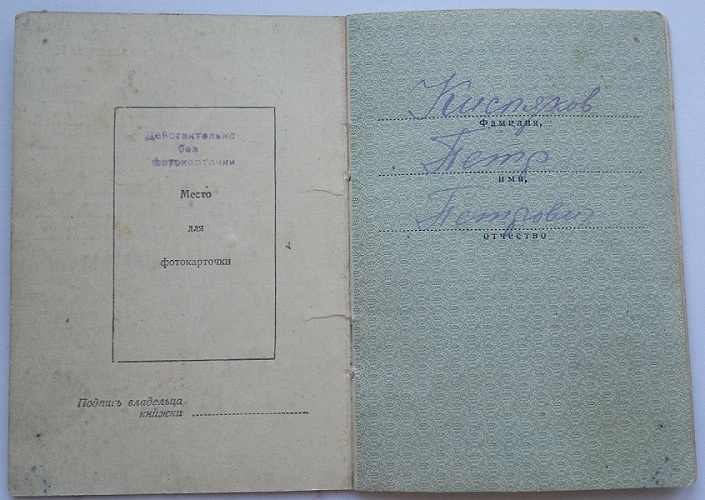 Действительно
без
фотокарточки
Место
для
фотокарточки
Подпись владельца
книжки
Кисляков
Фамилия,
Петр
имя,
Петрович
отчество